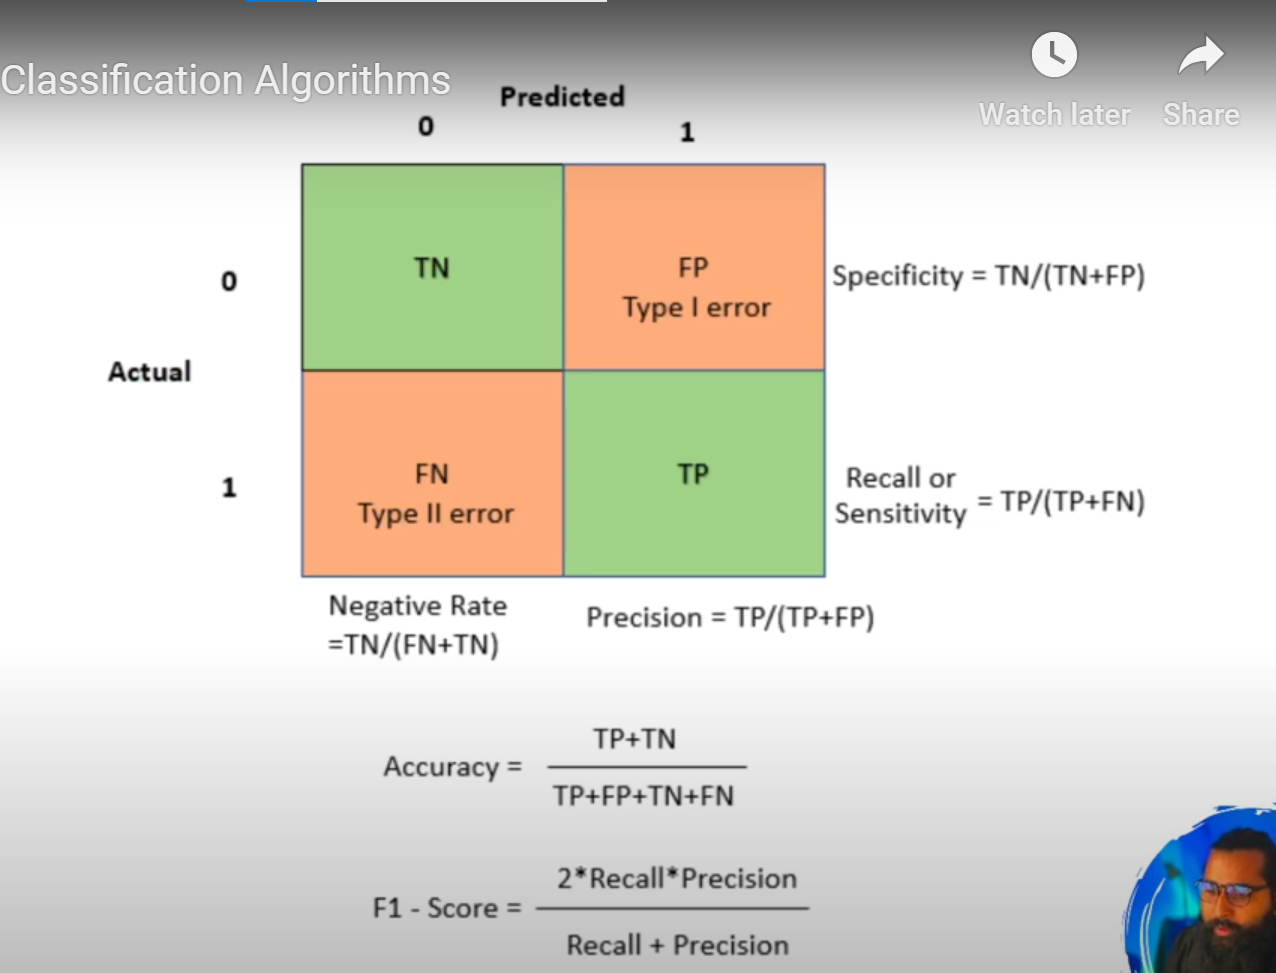 Classification Algorithms
Watch later
Share
Predicted
0
1
Actual
0
TN
FP
Type I error
Specificity = TN/(TN+FP)
1
FN
Type II error
TP
Recall or
Sensitivity
= TP/(TP+FN)
Negative Rate
=TN/(FN+TN)
Precision = TP/(TP+FP)
Accuracy =
TP+TN
TP+FP+TN+FN
F1 - Score =
2*Recall*Precision
Recall + Precision